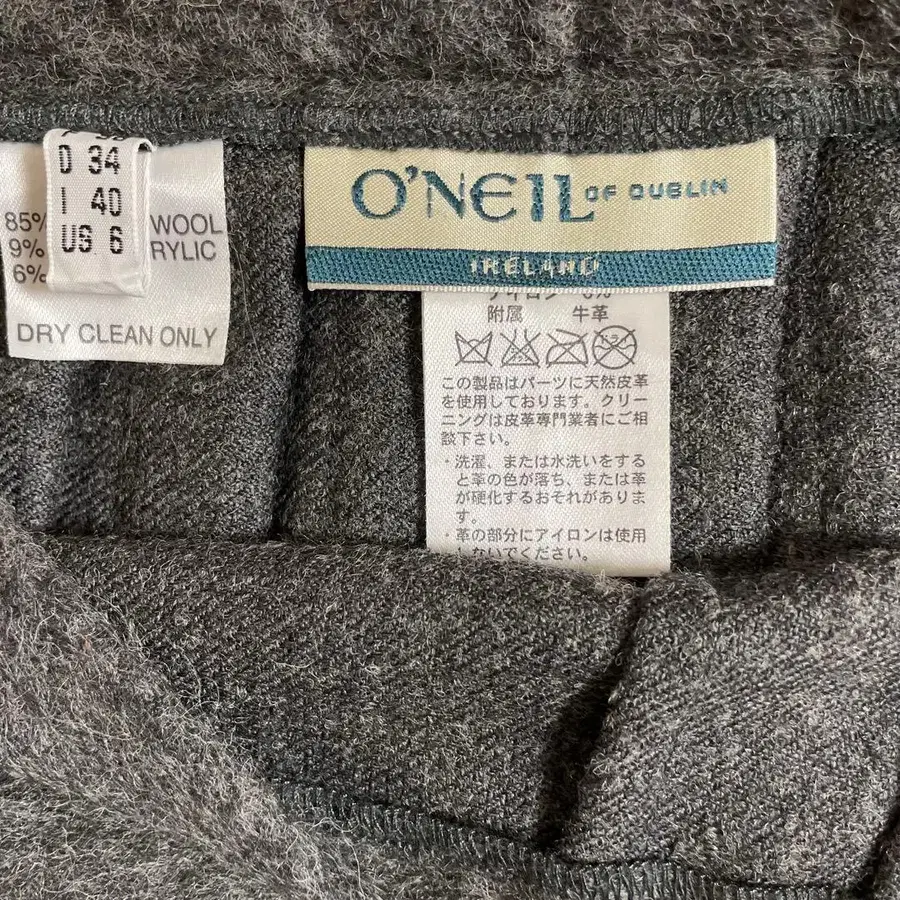 D 34
I 40
US 6
85% WOOL
9% RYLIC
6%
DRY CLEAN ONLY
O'NEIL OF DUBLIN
IRELAND
ナイロン 6%
附属 牛革
この製品はパーツに天然皮革
を使用しております。クリー
ニングは皮革専門業者にご相
談下さい。
・洗濯、または水洗いをする
と革の色が落ち、または革
が硬化するおそれがありま
す。
・革の部分にアイロンは使用
しないでください。